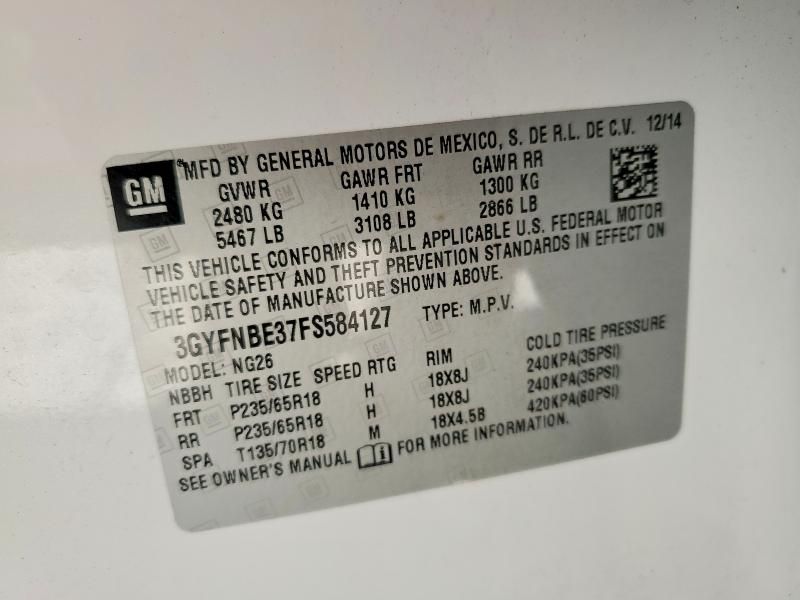 GM
*MFD BY GENERAL MOTORS DE MEXICO, S. DE R.L. DE C.V. 12/14
GVWR GAWR FRT GAWR RR
2480 KG 1410 KG 1300 KG
5467 LB 3108 LB 2866 LB
THIS VEHICLE CONFORMS TO ALL APPLICABLE U.S. FEDERAL MOTOR
VEHICLE SAFETY AND THEFT PREVENTION STANDARDS IN EFFECT ON
THE DATE OF MANUFACTURE SHOWN ABOVE.
3GYFNBE37FS584127 TYPE: M.P.V.
MODEL: NG26
NBBH TIRE SIZE SPEED RTG RIM COLD TIRE PRESSURE
FRT P235/65R18 H 18X8J 240KPA(35PSI)
RR P235/65R18 H 18X8J 240KPA(35PSI)
SPA T135/70R18 M 18X4.5B 420KPA(60PSI)
SEE OWNER'S MANUAL FOR MORE INFORMATION.